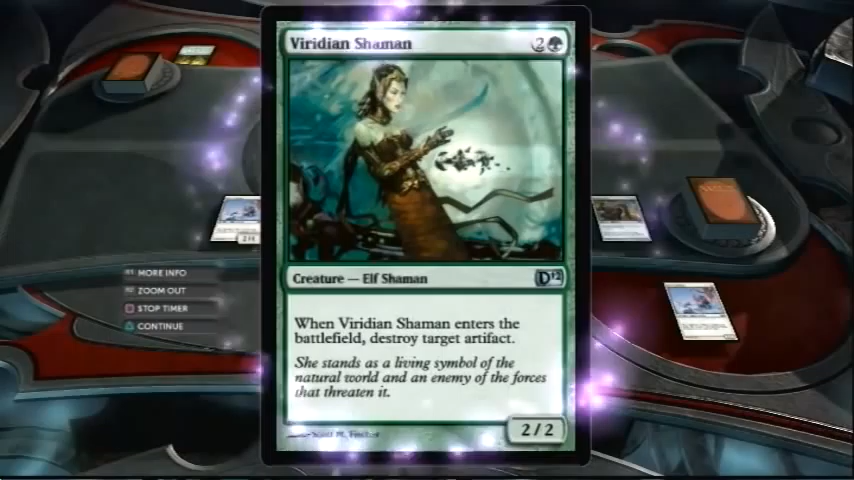 Viridian Shaman 2
Creature — Elf Shaman D12
When Viridian Shaman enters the
battlefield, destroy target artifact.
She stands as a living symbol of the
natural world and an enemy of the forces
that threaten it.
2/2
MORE INFO
ZOOM OUT
STOP TIMER
CONTINUE